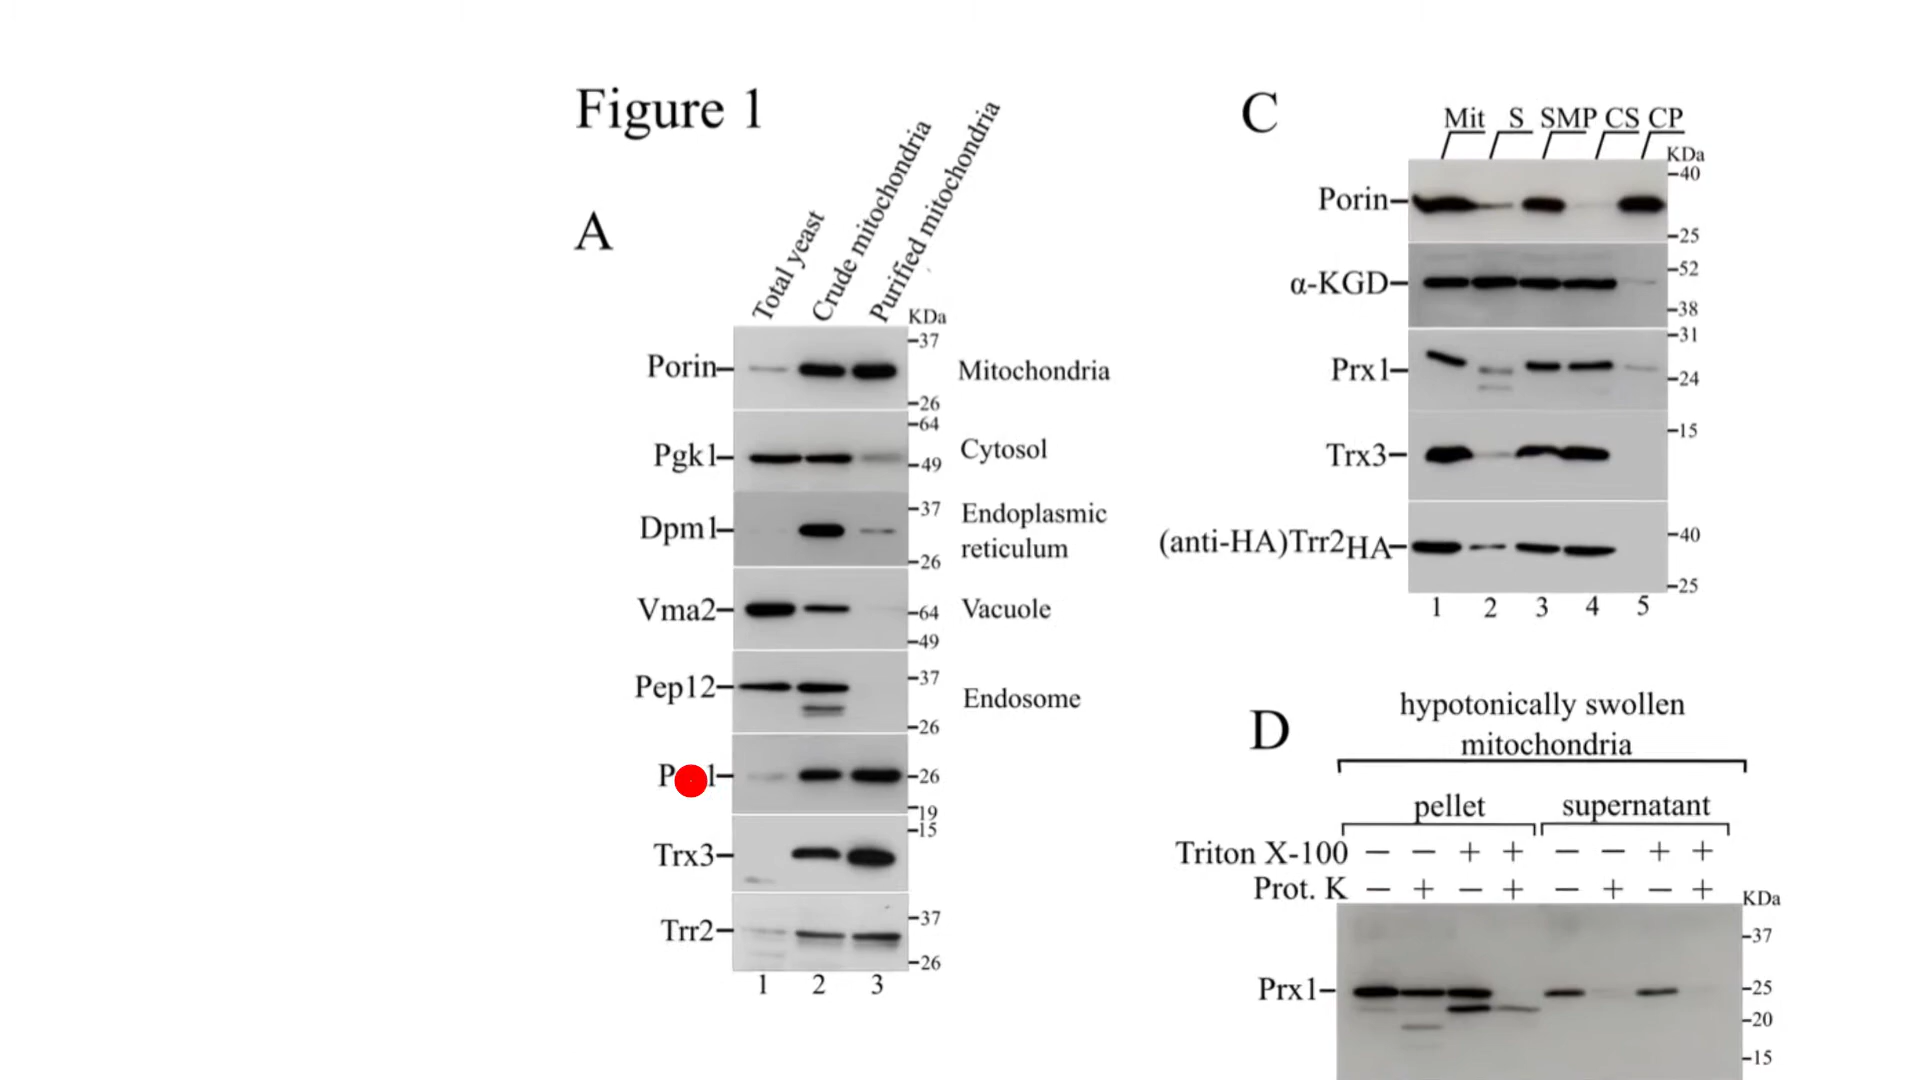 Figure 1
A
Total yeast
Crude mitochondria
Purified mitochondria
KDa
Porin
37
26
Mitochondria
Pgk1
64
49
Cytosol
Dpm1
37
26
Endoplasmic
reticulum
Vma2
64
49
Vacuole
Pep12
37
26
Endosome
26
19
Trx3
15
Trr2
37
26
1 2 3
C
Mit S SMP CS CP
KDa
Porin
40
25
α-KGD
52
38
Prx1
31
24
Trx3
15
(anti-HA)Trr2HA
40
25
1 2 3 4 5
D
hypotonically swollen
mitochondria
pellet supernatant
Triton X-100 − − + + − − + +
Prot. K − + − + − + − +
KDa
Prx1
37
25
20
15